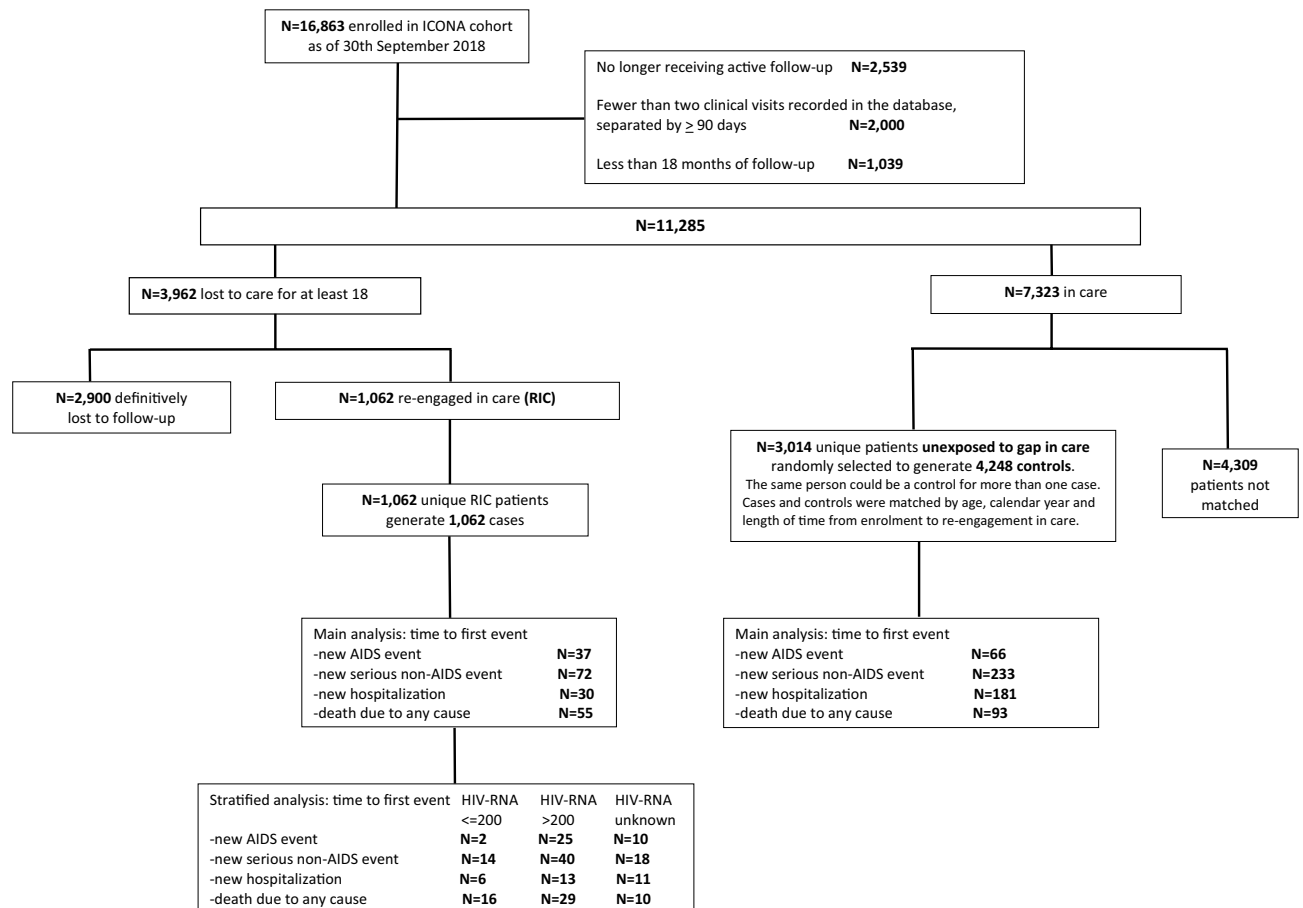 N=16,863 enrolled in ICONA cohort
as of 30th September 2018
No longer receiving active follow-up N=2,539
Fewer than two clinical visits recorded in the database,
separated by ≥ 90 days N=2,000
Less than 18 months of follow-up N=1,039
N=11,285
N=3,962 lost to care for at least 18
N=7,323 in care
N=2,900 definitively
lost to follow-up
N=1,062 re-engaged in care (RIC)
N=3,014 unique patients unexposed to gap in care
randomly selected to generate 4,248 controls.
The same person could be a control for more than one case.
Cases and controls were matched by age, calendar year and
length of time from enrolment to re-engagement in care.
N=4,309
patients not
matched
N=1,062 unique RIC patients
generate 1,062 cases
Main analysis: time to first event
-new AIDS event N=37
-new serious non-AIDS event N=72
-new hospitalization N=30
-death due to any cause N=55
Main analysis: time to first event
-new AIDS event N=66
-new serious non-AIDS event N=233
-new hospitalization N=181
-death due to any cause N=93
Stratified analysis: time to first event HIV-RNA HIV-RNA HIV-RNA
<=200 >200 unknown
-new AIDS event N=2 N=25 N=10
-new serious non-AIDS event N=14 N=40 N=18
-new hospitalization N=6 N=13 N=11
-death due to any cause N=16 N=29 N=10